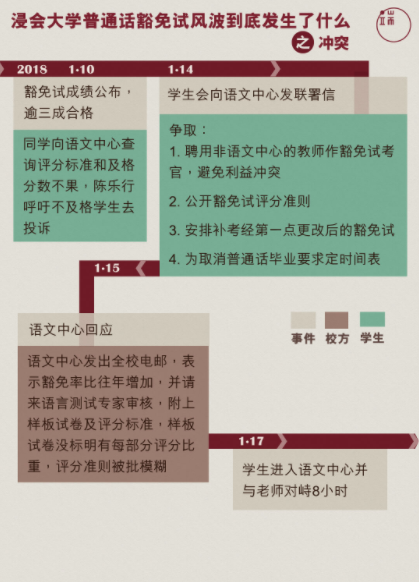 浸会大学普通话豁免试风波到底发生了什么
之 冲突
2018 1·10 1·14
豁免试成绩公布，
逾三成合格
同学向语文中心查
询评分标准和及格
分数不果，陈乐行
呼吁不及格学生去
投诉
学生会向语文中心发联署信
争取：
1. 聘用非语文中心的教师作豁免试考
官，避免利益冲突
2. 公开豁免试评分准则
3. 安排补考经第一点更改后的豁免试
4. 为取消普通话毕业要求定时间表
1·15
语文中心回应
语文中心发出全校电邮，表
示豁免率比往年增加，并请
来语言测试专家审核，附上
样板试卷及评分标准，样板
试卷没标明有每部分评分比
重，评分准则被批模糊
事件 校方 学生
1·17
学生进入语文中心并
与老师对峙8小时